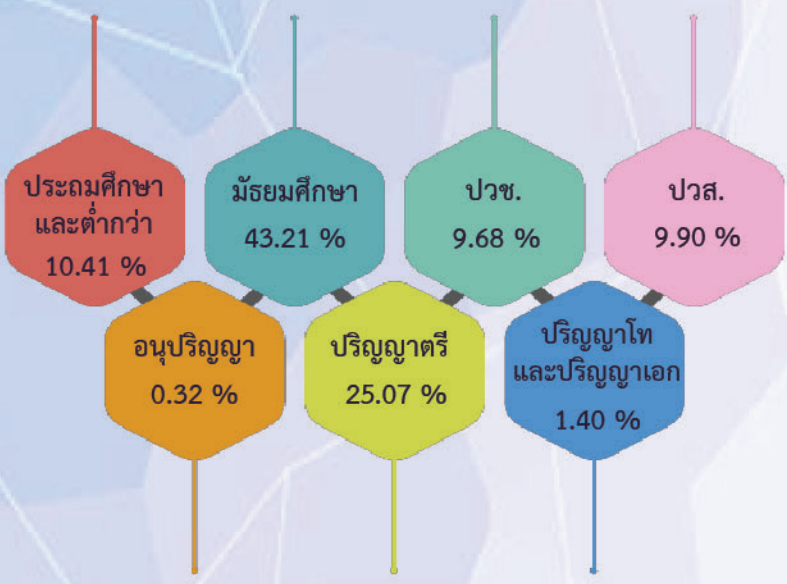 ประถมศึกษา
และต่ำกว่า
10.41 %
มัธยมศึกษา
43.21 %
ปวช.
9.68 %
ปวส.
9.90 %
อนุปริญญา
0.32 %
ปริญญาตรี
25.07 %
ปริญญาโท
และปริญญาเอก
1.40 %